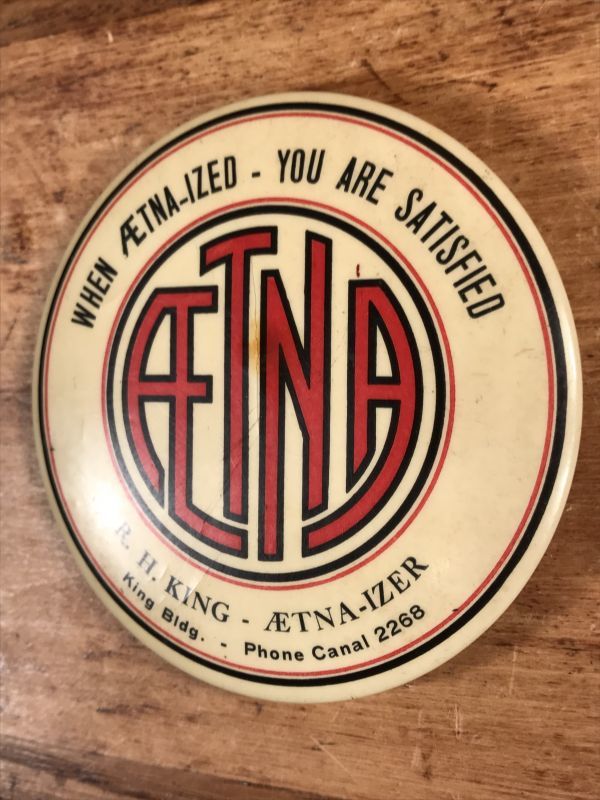 WHEN ÆTNA-IZED - YOU ARE SATISFIED
ÆTNA
R. H. KING - ÆTNA-IZER
King Bldg. - Phone Canal 2268